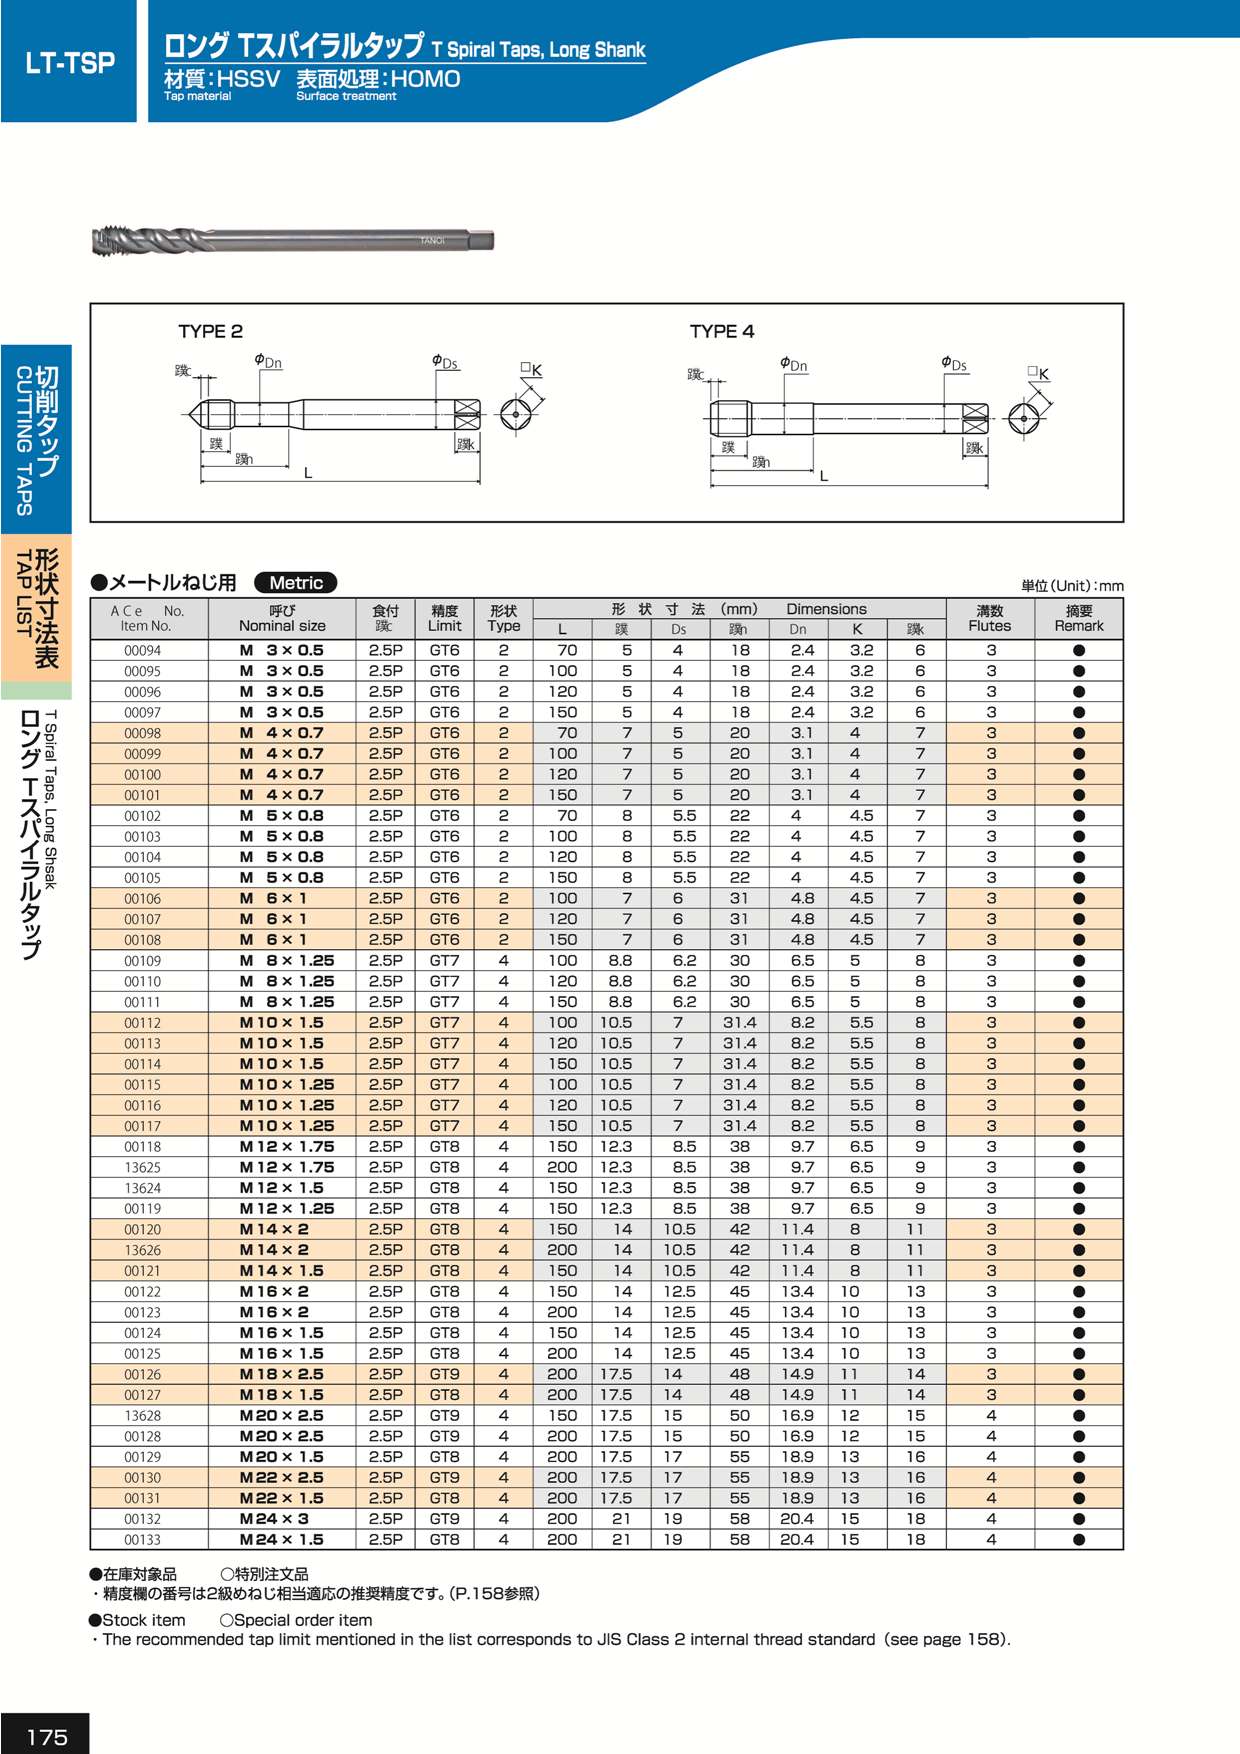 LT-TSP
ロング Tスパイラルタップ T Spiral Taps, Long Shank
材質：HSSV 表面処理：HOMO
Tap material Surface treatment
TANOI
TYPE 2
TYPE 4
蹼c φDn φDs □K
蹼 蹼n 蹼k L
蹼c φDn φDs □K
蹼 蹼n 蹼k L
切削タップ
CUTTING TAPS
形状寸法表
TAP LIST
T Spiral Taps, Long Shsak
ロング Tスパイラルタップ
●メートルねじ用 Metric
単位(Unit)：mm
ACe No. 呼び 食付 精度 形状 形状寸法 (mm) Dimensions 溝数 摘要
Item No. Nominal size 蹼c Limit Type L 蹼 Ds 蹼n Dn K 蹼k Flutes Remark
00094 M 3 × 0.5 2.5P GT6 2 70 5 4 18 2.4 3.2 6 3 ●
00095 M 3 × 0.5 2.5P GT6 2 100 5 4 18 2.4 3.2 6 3 ●
00096 M 3 × 0.5 2.5P GT6 2 120 5 4 18 2.4 3.2 6 3 ●
00097 M 3 × 0.5 2.5P GT6 2 150 5 4 18 2.4 3.2 6 3 ●
00098 M 4 × 0.7 2.5P GT6 2 70 7 5 20 3.1 4 7 3 ●
00099 M 4 × 0.7 2.5P GT6 2 100 7 5 20 3.1 4 7 3 ●
00100 M 4 × 0.7 2.5P GT6 2 120 7 5 20 3.1 4 7 3 ●
00101 M 4 × 0.7 2.5P GT6 2 150 7 5 20 3.1 4 7 3 ●
00102 M 5 × 0.8 2.5P GT6 2 70 8 5.5 22 4 4.5 7 3 ●
00103 M 5 × 0.8 2.5P GT6 2 100 8 5.5 22 4 4.5 7 3 ●
00104 M 5 × 0.8 2.5P GT6 2 120 8 5.5 22 4 4.5 7 3 ●
00105 M 5 × 0.8 2.5P GT6 2 150 8 5.5 22 4 4.5 7 3 ●
00106 M 6 × 1 2.5P GT6 2 100 7 6 31 4.8 4.5 7 3 ●
00107 M 6 × 1 2.5P GT6 2 120 7 6 31 4.8 4.5 7 3 ●
00108 M 6 × 1 2.5P GT6 2 150 7 6 31 4.8 4.5 7 3 ●
00109 M 8 × 1.25 2.5P GT7 4 100 8.8 6.2 30 6.5 5 8 3 ●
00110 M 8 × 1.25 2.5P GT7 4 120 8.8 6.2 30 6.5 5 8 3 ●
00111 M 8 × 1.25 2.5P GT7 4 150 8.8 6.2 30 6.5 5 8 3 ●
00112 M10 × 1.5 2.5P GT7 4 100 10.5 7 31.4 8.2 5.5 8 3 ●
00113 M10 × 1.5 2.5P GT7 4 120 10.5 7 31.4 8.2 5.5 8 3 ●
00114 M10 × 1.5 2.5P GT7 4 150 10.5 7 31.4 8.2 5.5 8 3 ●
00115 M10 × 1.25 2.5P GT7 4 100 10.5 7 31.4 8.2 5.5 8 3 ●
00116 M10 × 1.25 2.5P GT7 4 120 10.5 7 31.4 8.2 5.5 8 3 ●
00117 M10 × 1.25 2.5P GT7 4 150 10.5 7 31.4 8.2 5.5 8 3 ●
00118 M12 × 1.75 2.5P GT8 4 150 12.3 8.5 38 9.7 6.5 9 3 ●
13625 M12 × 1.75 2.5P GT8 4 200 12.3 8.5 38 9.7 6.5 9 3 ●
13624 M12 × 1.5 2.5P GT8 4 150 12.3 8.5 38 9.7 6.5 9 3 ●
00119 M12 × 1.25 2.5P GT8 4 150 12.3 8.5 38 9.7 6.5 9 3 ●
00120 M14 × 2 2.5P GT8 4 150 14 10.5 42 11.4 8 11 3 ●
13626 M14 × 2 2.5P GT8 4 200 14 10.5 42 11.4 8 11 3 ●
00121 M14 × 1.5 2.5P GT8 4 150 14 10.5 42 11.4 8 11 3 ●
00122 M16 × 2 2.5P GT8 4 150 14 12.5 45 13.4 10 13 3 ●
00123 M16 × 2 2.5P GT8 4 200 14 12.5 45 13.4 10 13 3 ●
00124 M16 × 1.5 2.5P GT8 4 150 14 12.5 45 13.4 10 13 3 ●
00125 M16 × 1.5 2.5P GT8 4 200 14 12.5 45 13.4 10 13 3 ●
00126 M18 × 2.5 2.5P GT9 4 200 17.5 14 48 14.9 11 14 3 ●
00127 M18 × 1.5 2.5P GT8 4 200 17.5 14 48 14.9 11 14 3 ●
13628 M20 × 2.5 2.5P GT9 4 150 17.5 15 50 16.9 12 15 4 ●
00128 M20 × 2.5 2.5P GT9 4 200 17.5 15 50 16.9 12 15 4 ●
00129 M20 × 1.5 2.5P GT8 4 200 17.5 17 55 18.9 13 16 4 ●
00130 M22 × 2.5 2.5P GT9 4 200 17.5 17 55 18.9 13 16 4 ●
00131 M22 × 1.5 2.5P GT8 4 200 17.5 17 55 18.9 13 16 4 ●
00132 M24 × 3 2.5P GT9 4 200 21 19 58 20.4 15 18 4 ●
00133 M24 × 1.5 2.5P GT8 4 200 21 19 58 20.4 15 18 4 ●
●在庫対象品 ○特別注文品
・精度欄の番号は2級めねじ相当適応の推奨精度です。(P.158参照)
●Stock item ○Special order item
・The recommended tap limit mentioned in the list corresponds to JIS Class 2 internal thread standard (see page 158).
175